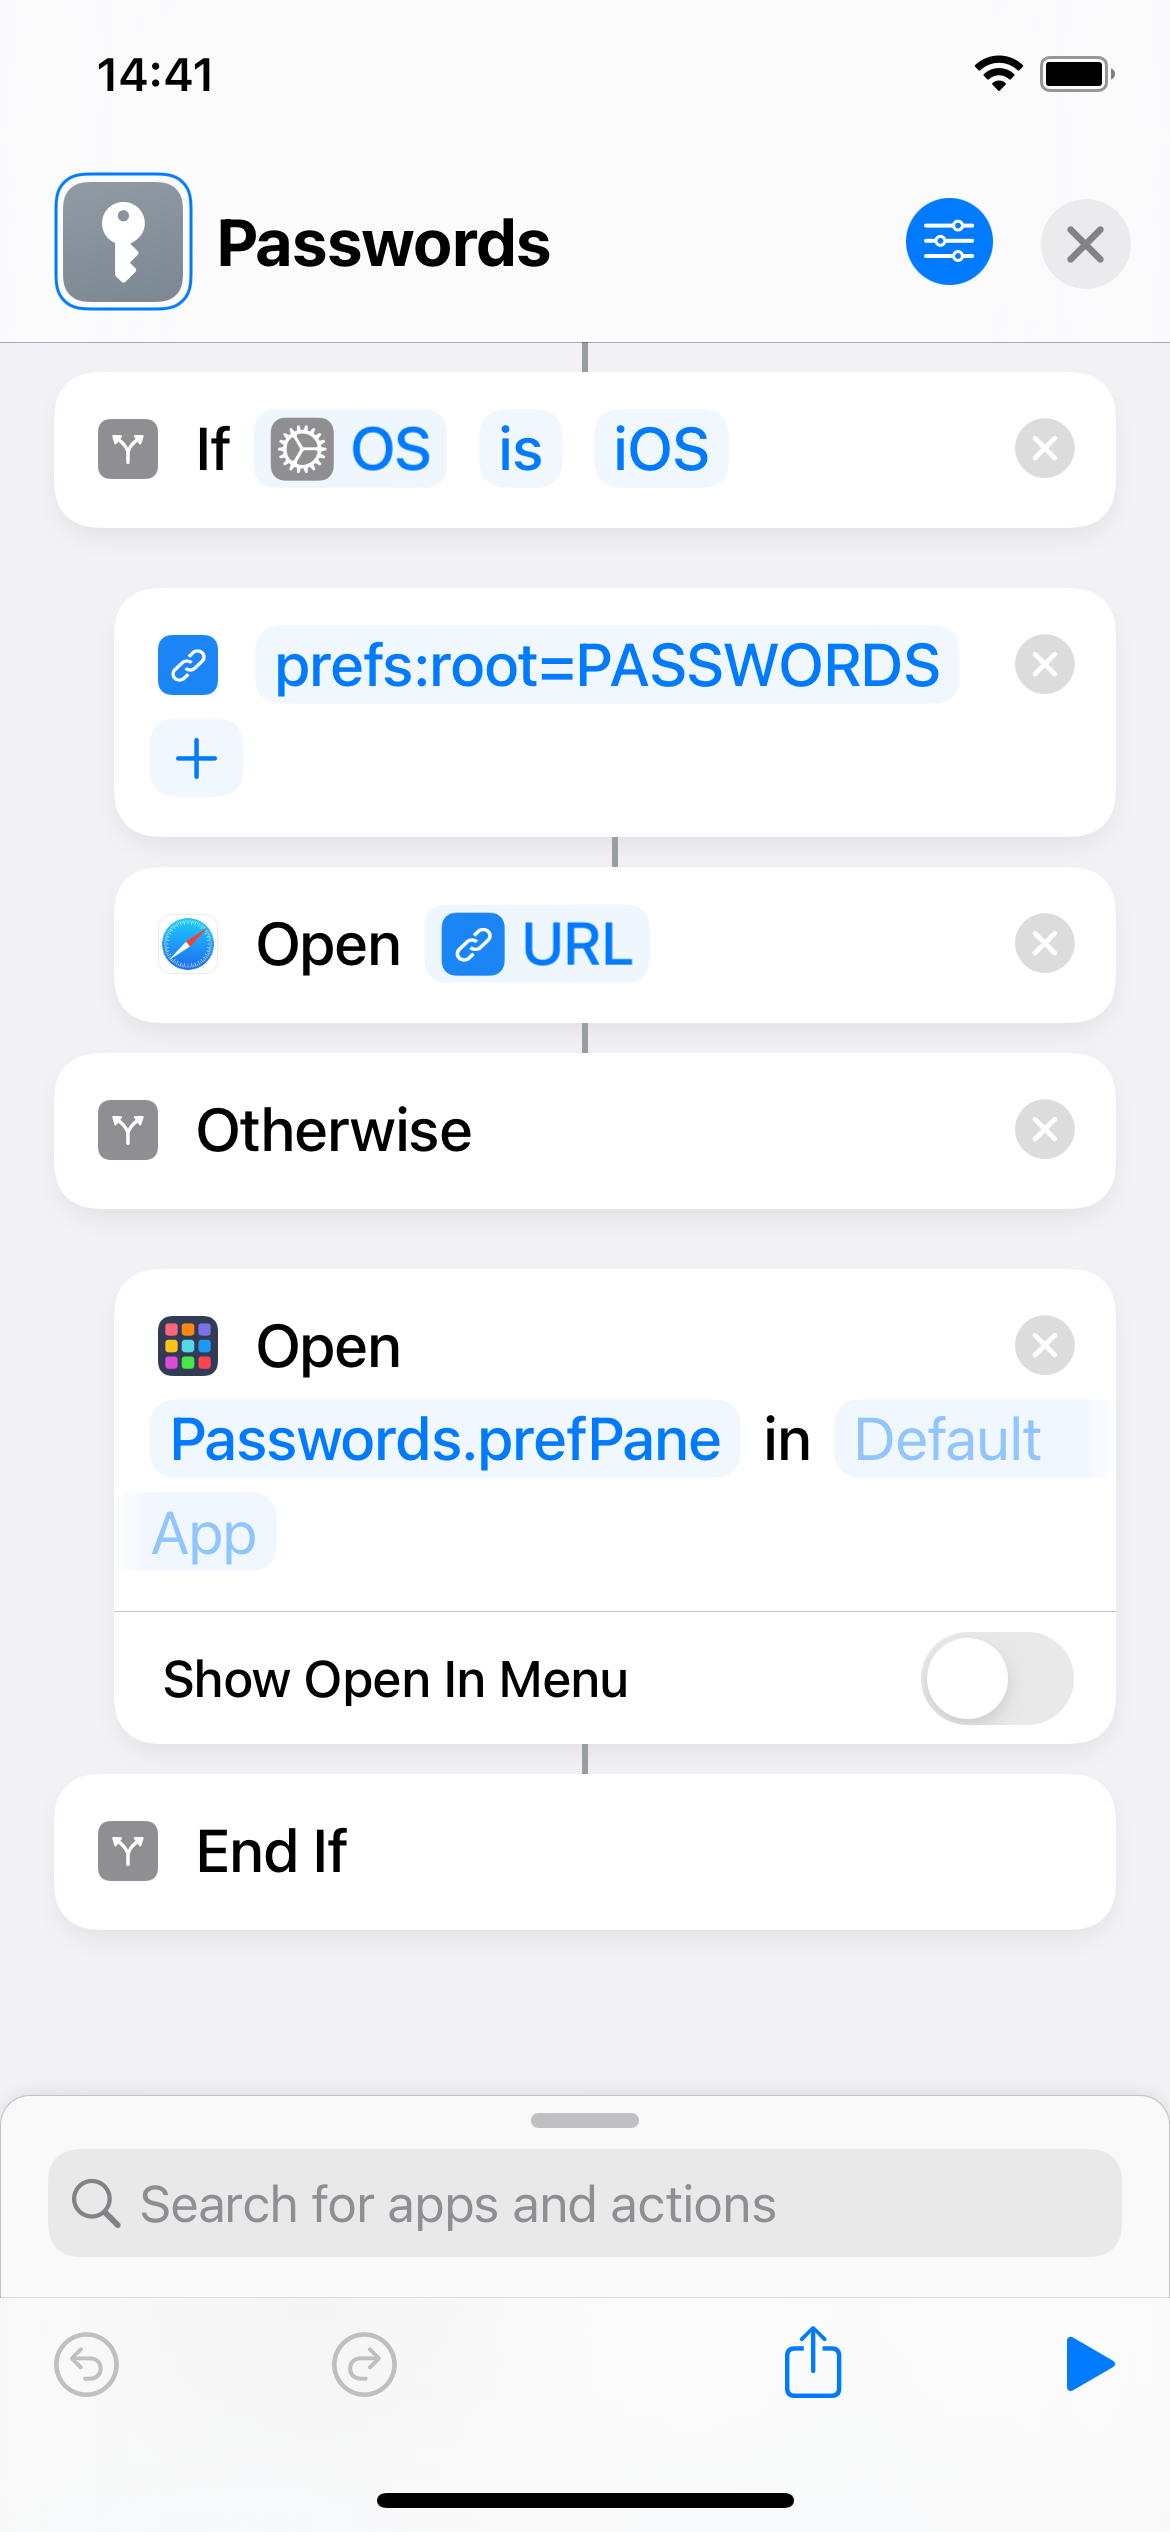 14:41
Passwords
If OS is iOS
prefs:root=PASSWORDS
Open URL
Otherwise
Open
Passwords.prefPane in Default
App
Show Open In Menu
End If
Search for apps and actions